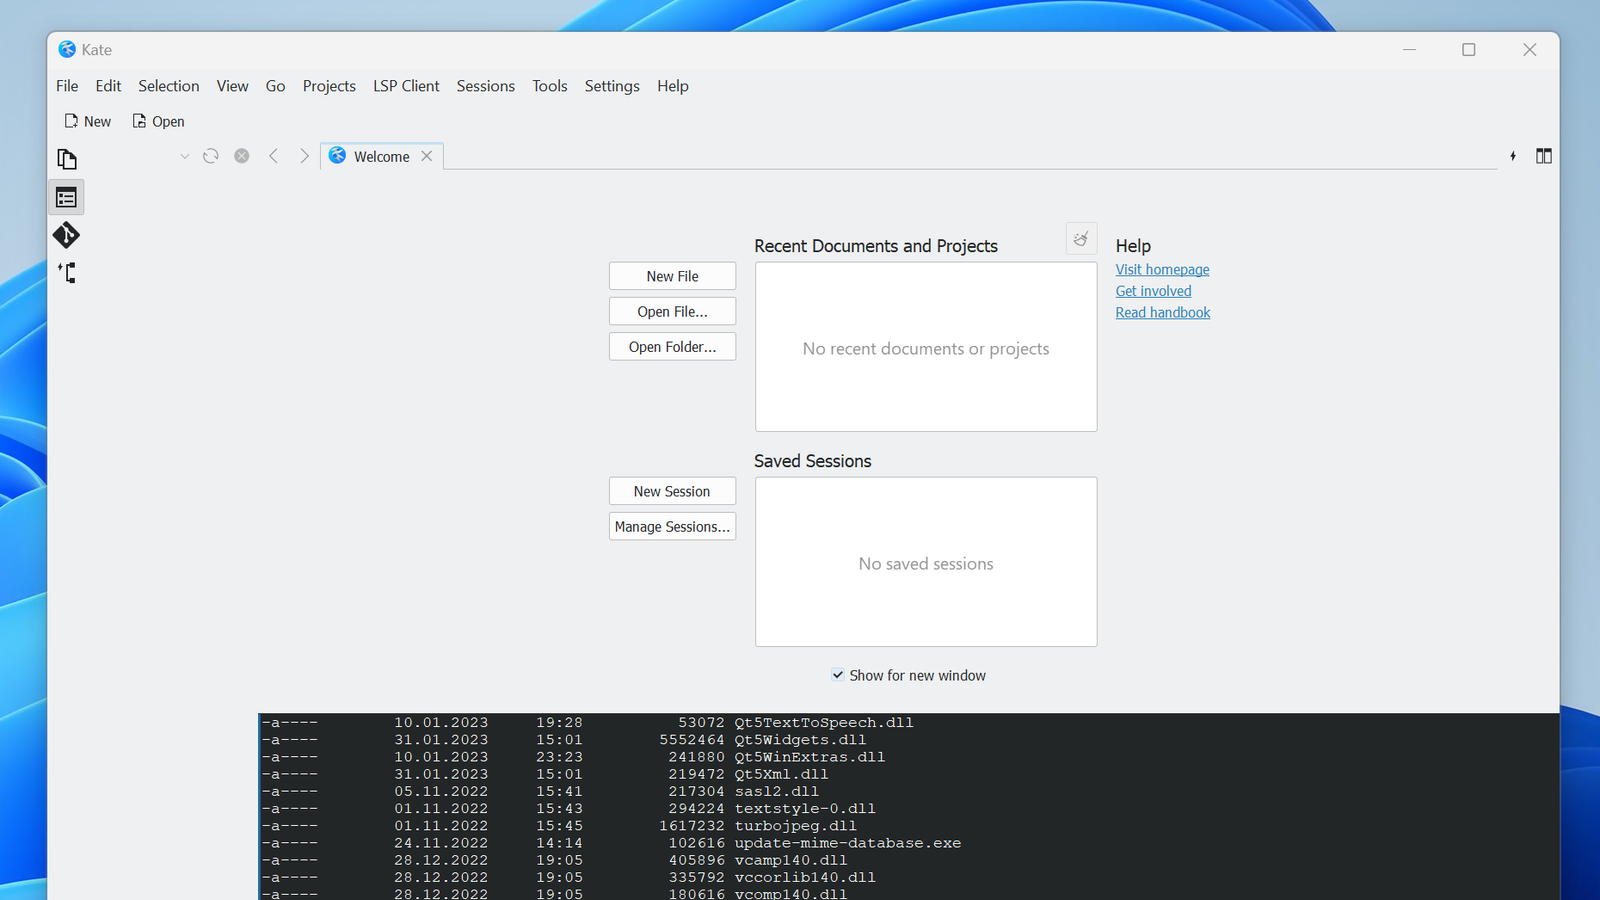 Kate
File Edit Selection View Go Projects LSP Client Sessions Tools Settings Help
New Open
Welcome
Recent Documents and Projects
Help
New File
Open File...
Open Folder...
No recent documents or projects
Visit homepage
Get involved
Read handbook
Saved Sessions
New Session
Manage Sessions...
No saved sessions
Show for new window
-a---- 10.01.2023 19:28 53072 Qt5TextToSpeech.dll
-a---- 31.01.2023 15:01 5552464 Qt5Widgets.dll
-a---- 10.01.2023 23:23 241880 Qt5WinExtras.dll
-a---- 31.01.2023 15:01 219472 Qt5Xml.dll
-a---- 05.11.2022 15:41 217304 sasl2.dll
-a---- 01.11.2022 15:43 294224 textstyle-0.dll
-a---- 01.11.2022 15:45 1617232 turbojpeg.dll
-a---- 24.11.2022 14:14 102616 update-mime-database.exe
-a---- 28.12.2022 19:05 405896 vcamp140.dll
-a---- 28.12.2022 19:05 335792 vccorlib140.dll
-a---- 28.12.2022 19:05 180616 vcomp140.dll